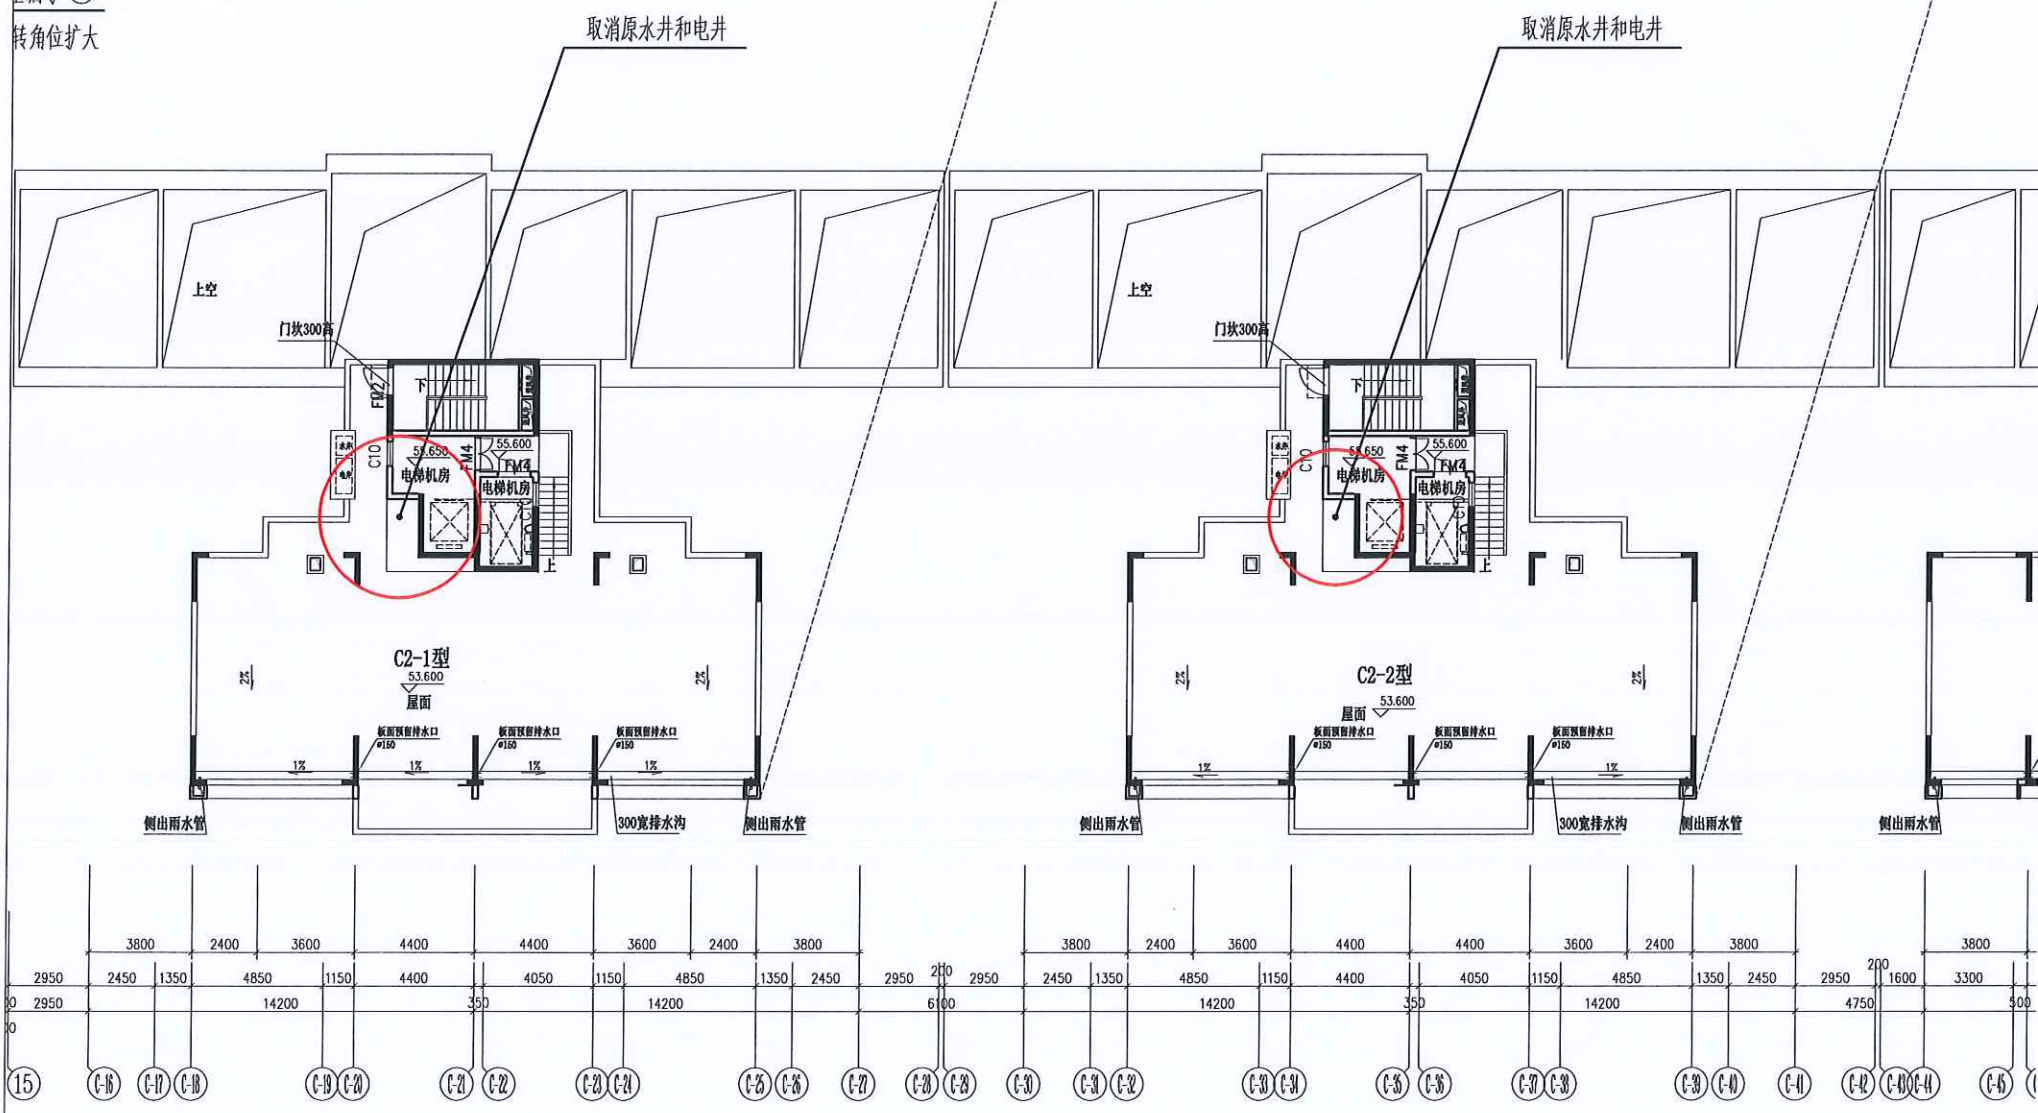 转角位扩大
取消原水井和电井
取消原水井和电井
上空
上空
门坎300高
门坎300高
下
下
FM2
C10
C10
55.650
55.600
FM4
FM4
电梯机房
电梯机房
上
55.650
55.600
FM4
FM4
电梯机房
电梯机房
C10
上
C2-1型
53.600
屋面
2%
2%
C2-2型
53.600
屋面
2%
2%
板面预留排水口
ø150
板面预留排水口
ø150
板面预留排水口
ø150
板面预留排水口
ø150
板面预留排水口
ø150
板面预留排水口
ø150
1%
1%
1%
1%
1%
1%
侧出雨水管
300宽排水沟
侧出雨水管
侧出雨水管
300宽排水沟
侧出雨水管
侧出雨水管
3800 2400 3600 4400 4400 3600 2400 3800 3800 2400 3600 4400 4400 3600 2400 3800 3800
2950 2450 1350 4850 1150 4400 4050 1150 4850 1350 2450 2950 200 2950 2450 1350 4850 1150 4400 4050 1150 4850 1350 2450 2950 200 1600 3300
2950 14200 350 14200 6100 14200 350 14200 4750 500
15 C-16 C-17 C-18 C-19 C-20 C-21 C-22 C-23 C-24 C-25 C-26 C-27 C-28 C-29 C-30 C-31 C-32 C-33 C-34 C-35 C-36 C-37 C-38 C-39 C-40 C-41 C-42 C-43 C-44 C-45